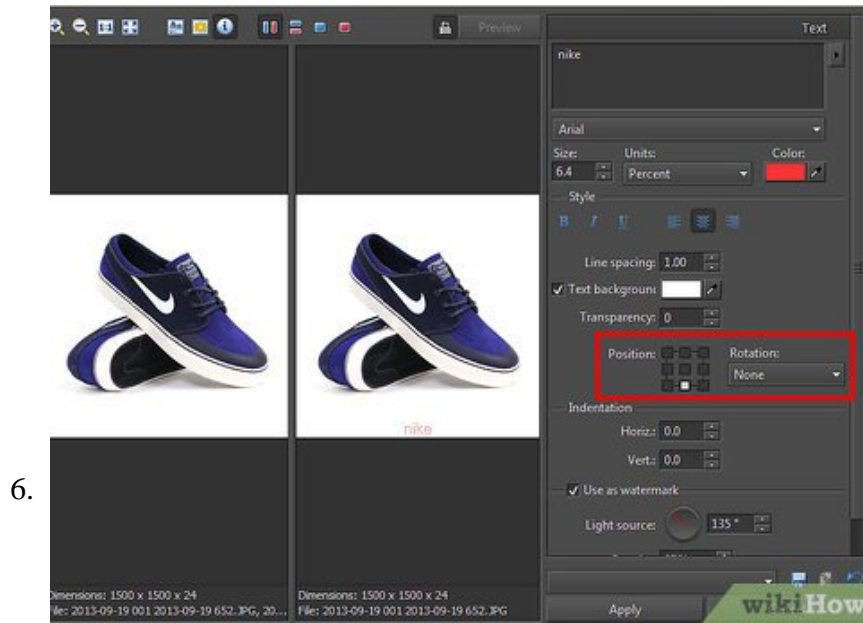 Preview
Text
nike
Arial
Size: Units: Color:
6.4 Percent
Style
B I U
Line spacing: 1.00
Text background
Transparency: 0
Position: Rotation:
None
Indentation
nike
Horiz.: 0.0
Vert.: 0.0
6.
Use as watermark
Light source: 135 °
Dimensions: 1500 x 1500 x 24 Dimensions: 1500 x 1500 x 24
File: 2013-09-19 001 2013-09-19 652.JPG, 20... File: 2013-09-19 001 2013-09-19 652.JPG
Apply
wikiHow